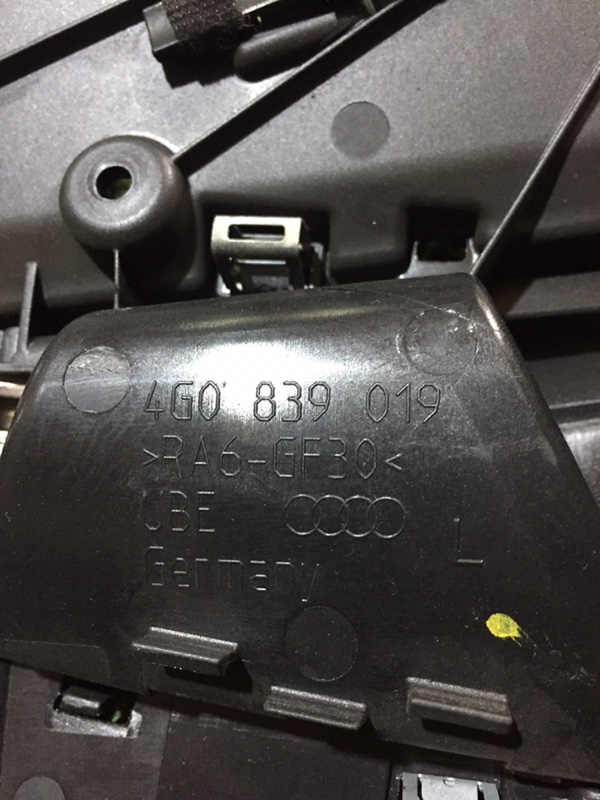 4G0 839 019
>RA6-GF30<
UBE
L
Germany